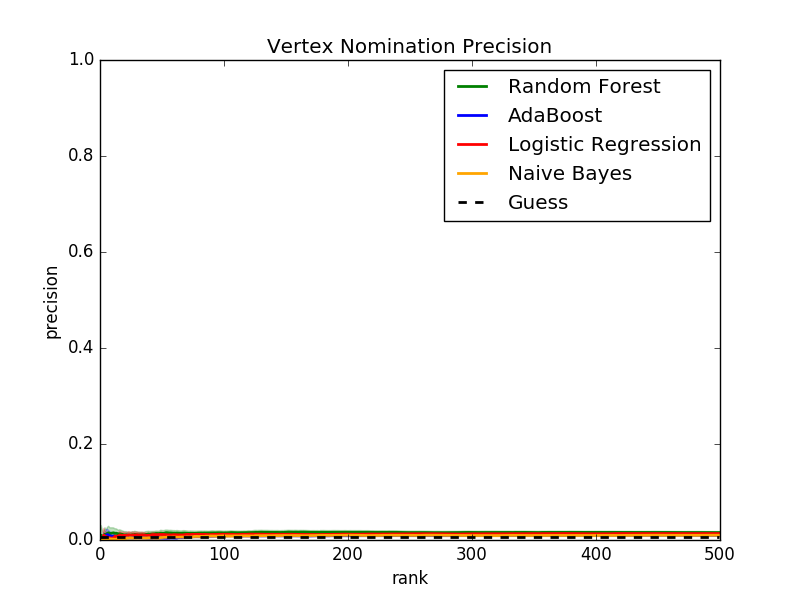 Vertex Nomination Precision
1.0
0.8
0.6
0.4
0.2
0.0
precision
Random Forest
AdaBoost
Logistic Regression
Naive Bayes
Guess
0 100 200 300 400 500
rank